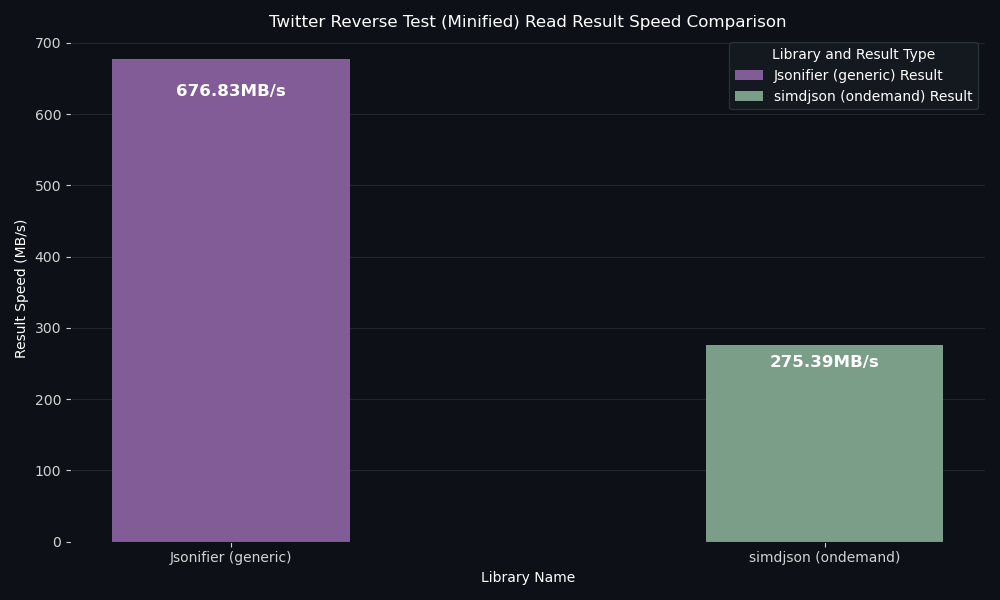 Twitter Reverse Test (Minified) Read Result Speed Comparison
Library and Result Type
Jsonifier (generic) Result
simdjson (ondemand) Result
700
600
500
400
300
200
100
0
Result Speed (MB/s)
676.83MB/s
275.39MB/s
Jsonifier (generic)
simdjson (ondemand)
Library Name